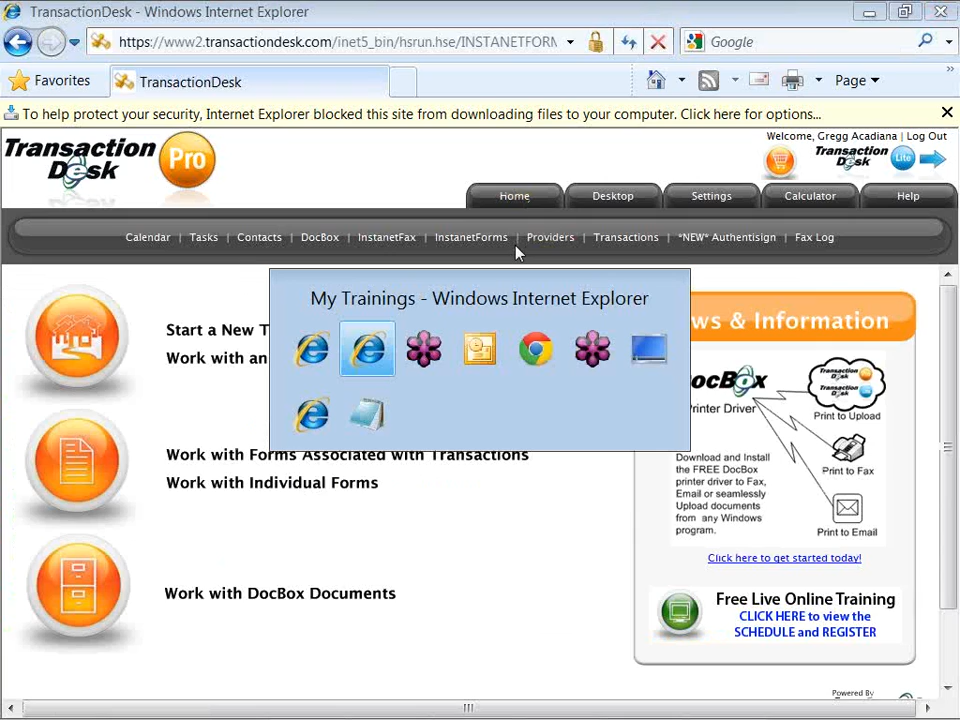 TransactionDesk - Windows Internet Explorer
https://www2.transactiondesk.com/inet5_bin/hsrun.hse/INSTANETFORM
Google
Favorites
TransactionDesk
Page
To help protect your security, Internet Explorer blocked this site from downloading files to your computer. Click here for options...
Welcome, Gregg Acadiana | Log Out
Transaction Desk Pro
Transaction Desk Lite
Home
Desktop
Settings
Calculator
Help
Calendar | Tasks | Contacts | DocBox | InstanetFax | InstanetForms | Providers | Transactions | *NEW* Authentisign | Fax Log
My Trainings - Windows Internet Explorer
Start a New T
Work with an
Work with Forms Associated with Transactions
Work with Individual Forms
Work with DocBox Documents
ws & Information
ocBox
Printer Driver
Transaction Desk
Transaction Desk
Print to Upload
Print to Fax
Print to Email
Download and Install
the FREE DocBox
printer driver to Fax,
Email or seamlessly
Upload documents
from any Windows
program.
Click here to get started today!
Free Live Online Training
CLICK HERE to view the
SCHEDULE and REGISTER
Powered By